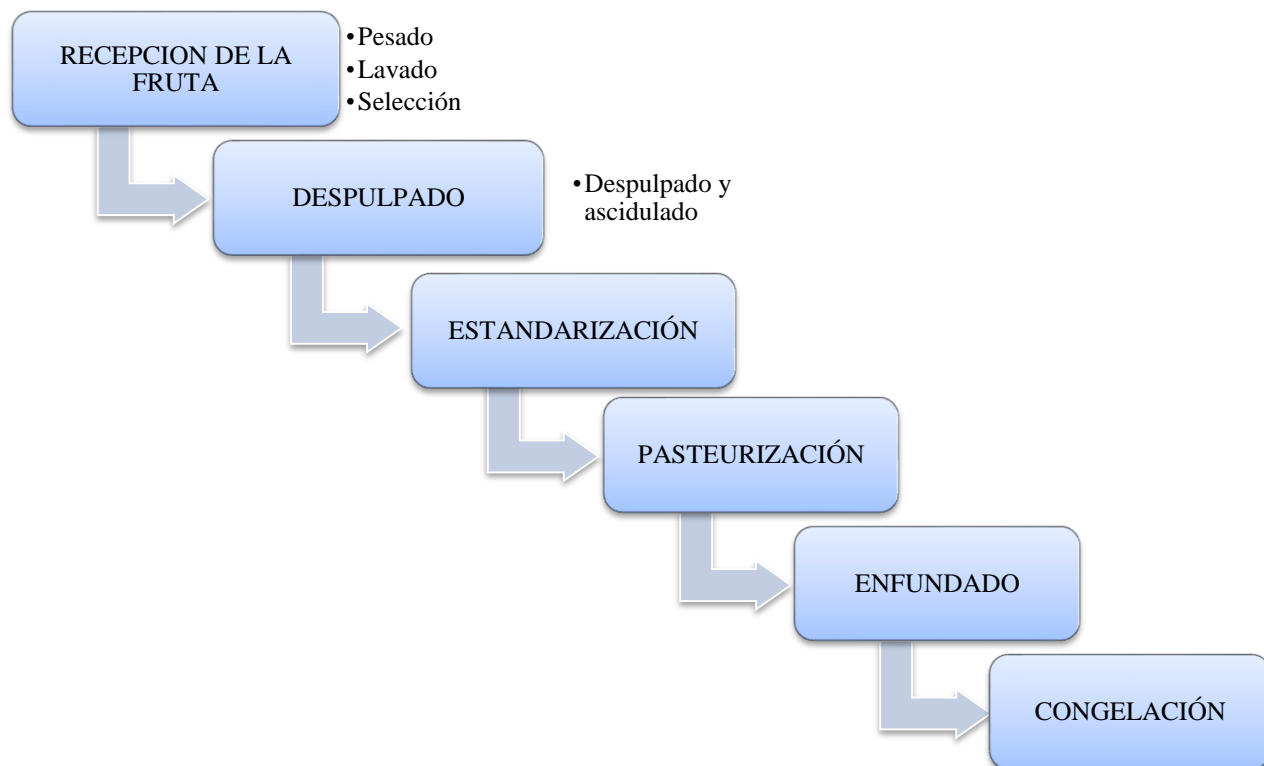 RECEPCION DE LA
FRUTA
•Pesado
•Lavado
•Selección
DESPULPADO
•Despulpado y
ascidulado
ESTANDARIZACIÓN
PASTEURIZACIÓN
ENFUNDADO
CONGELACIÓN